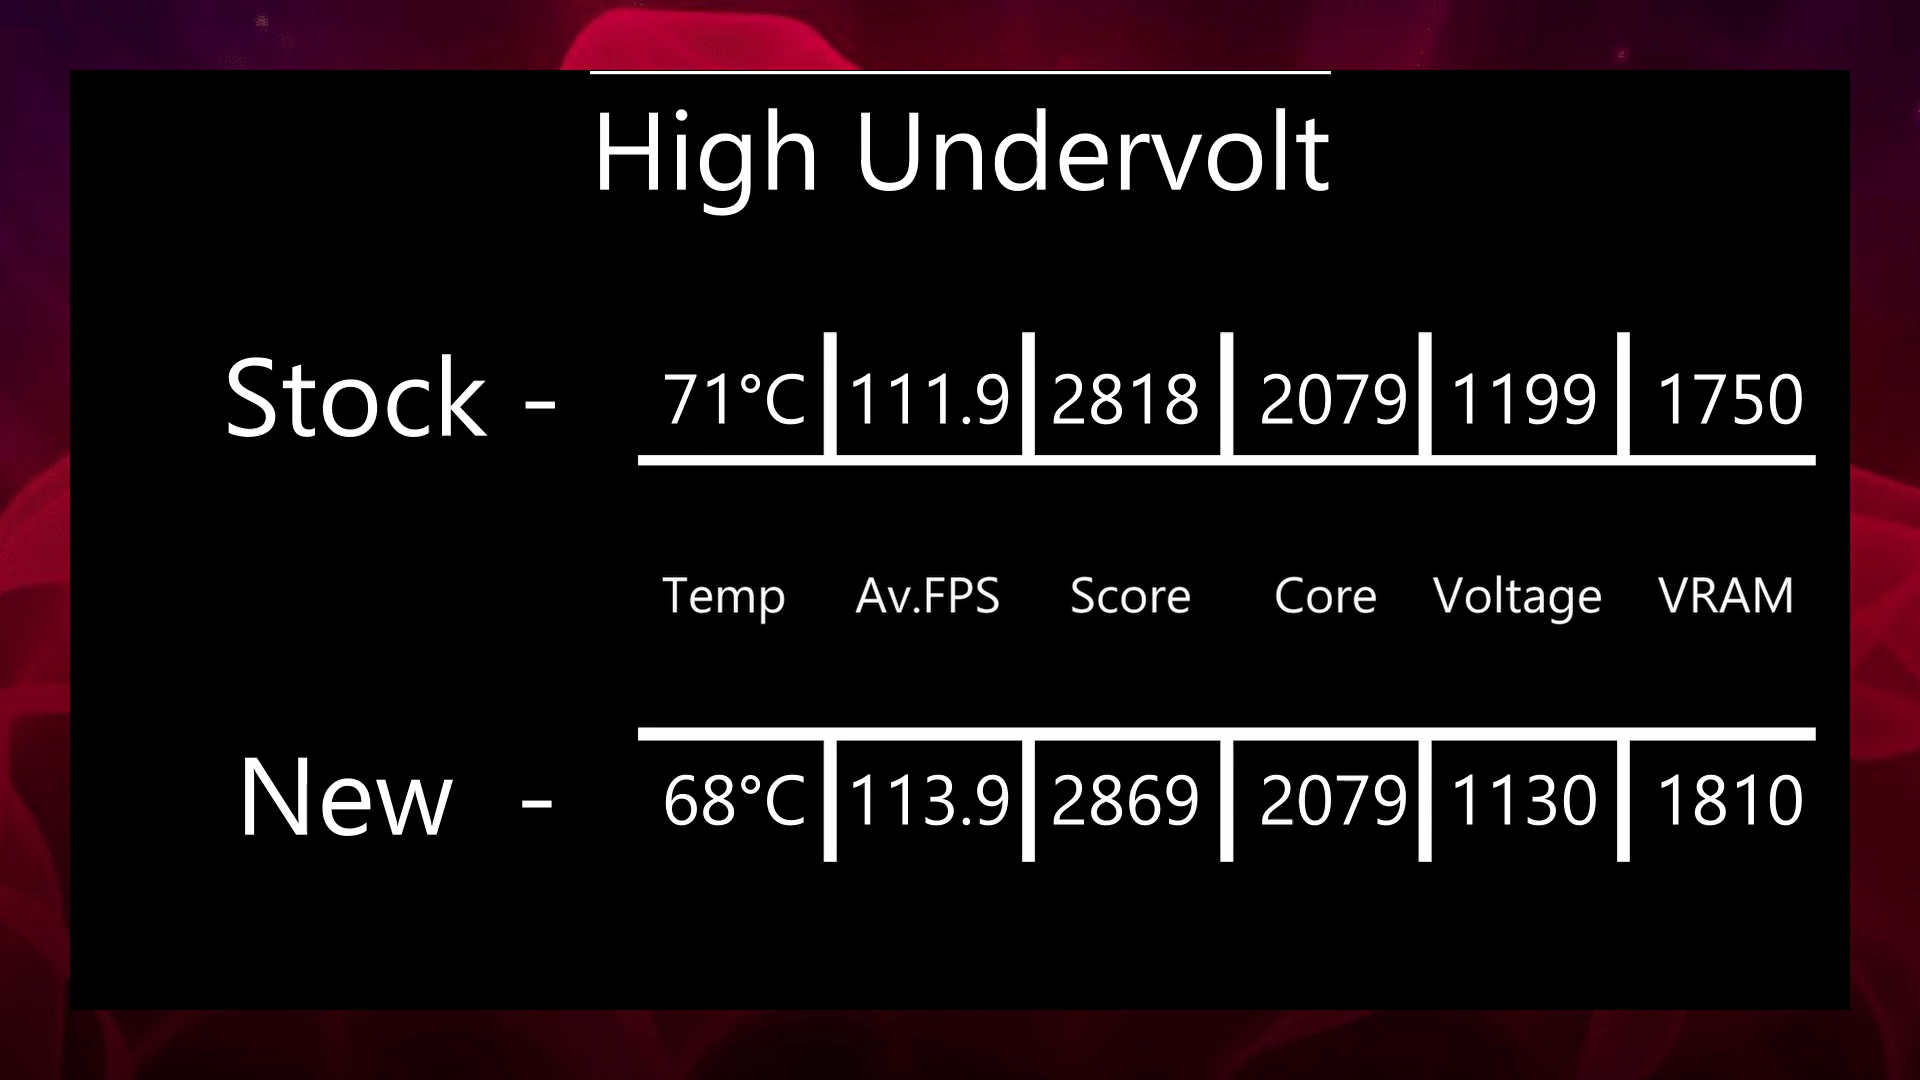 High Undervolt
Stock - 71°C 111.9 2818 2079 1199 1750
Temp Av.FPS Score Core Voltage VRAM
New - 68°C 113.9 2869 2079 1130 1810